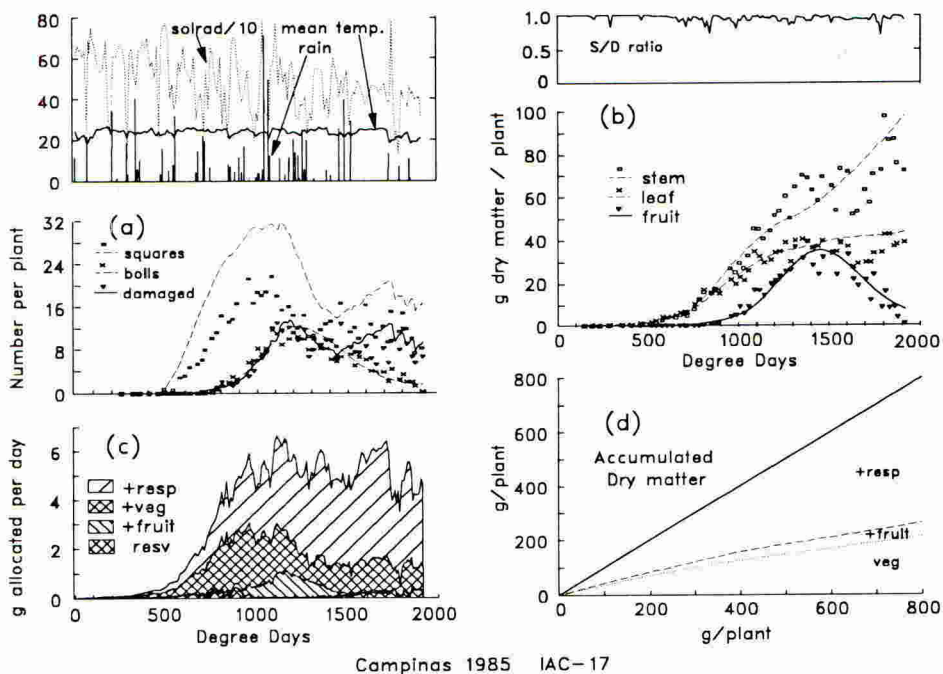 80
60
40
20
0
solrad/10
mean temp.
rain
1.0
0.5
0
S/D ratio
(a)
32
24
16
8
0
Number per plant
squares
bolls
damaged
(b)
100
80
60
40
20
0
g dry matter / plant
stem
leaf
fruit
0 500 1000 1500 2000
Degree Days
(c)
6
4
2
0
g allocated per day
+resp
+veg
+fruit
resv
0 500 1000 1500 2000
Degree Days
(d)
800
600
400
200
0
g/plant
Accumulated
Dry matter
+resp
+fruit
veg
0 200 400 600 800
g/plant
Campinas 1985 IAC-17